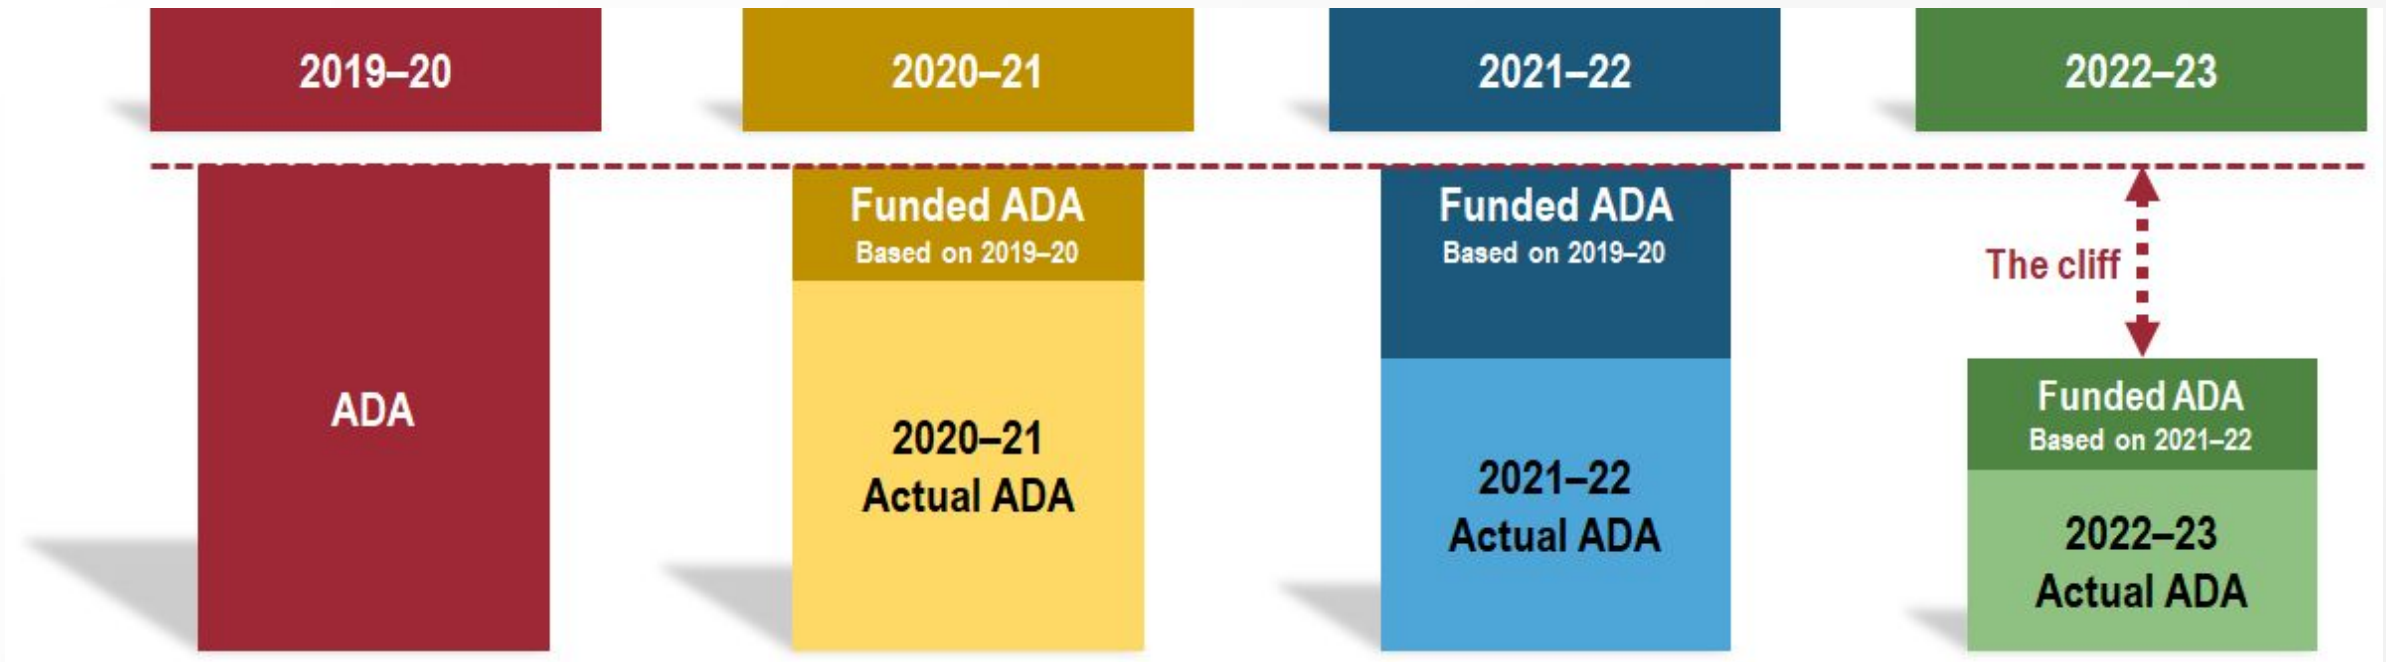 2019–20
2020–21
2021–22
2022–23
ADA
Funded ADA
Based on 2019–20
2020–21
Actual ADA
Funded ADA
Based on 2019–20
2021–22
Actual ADA
The cliff
Funded ADA
Based on 2021–22
2022–23
Actual ADA